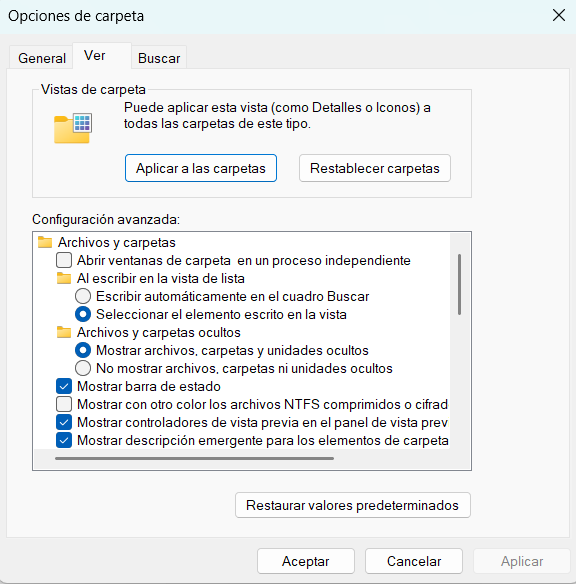 Opciones de carpeta
General
Ver
Buscar
Vistas de carpeta
Puede aplicar esta vista (como Detalles o Iconos) a
todas las carpetas de este tipo.
Aplicar a las carpetas
Restablecer carpetas
Configuración avanzada:
Archivos y carpetas
Abrir ventanas de carpeta en un proceso independiente
Al escribir en la vista de lista
Escribir automáticamente en el cuadro Buscar
Seleccionar el elemento escrito en la vista
Archivos y carpetas ocultos
Mostrar archivos, carpetas y unidades ocultos
No mostrar archivos, carpetas ni unidades ocultos
Mostrar barra de estado
Mostrar con otro color los archivos NTFS comprimidos o cifrad
Mostrar controladores de vista previa en el panel de vista previ
Mostrar descripción emergente para los elementos de carpeta
Restaurar valores predeterminados
Aceptar
Cancelar
Aplicar